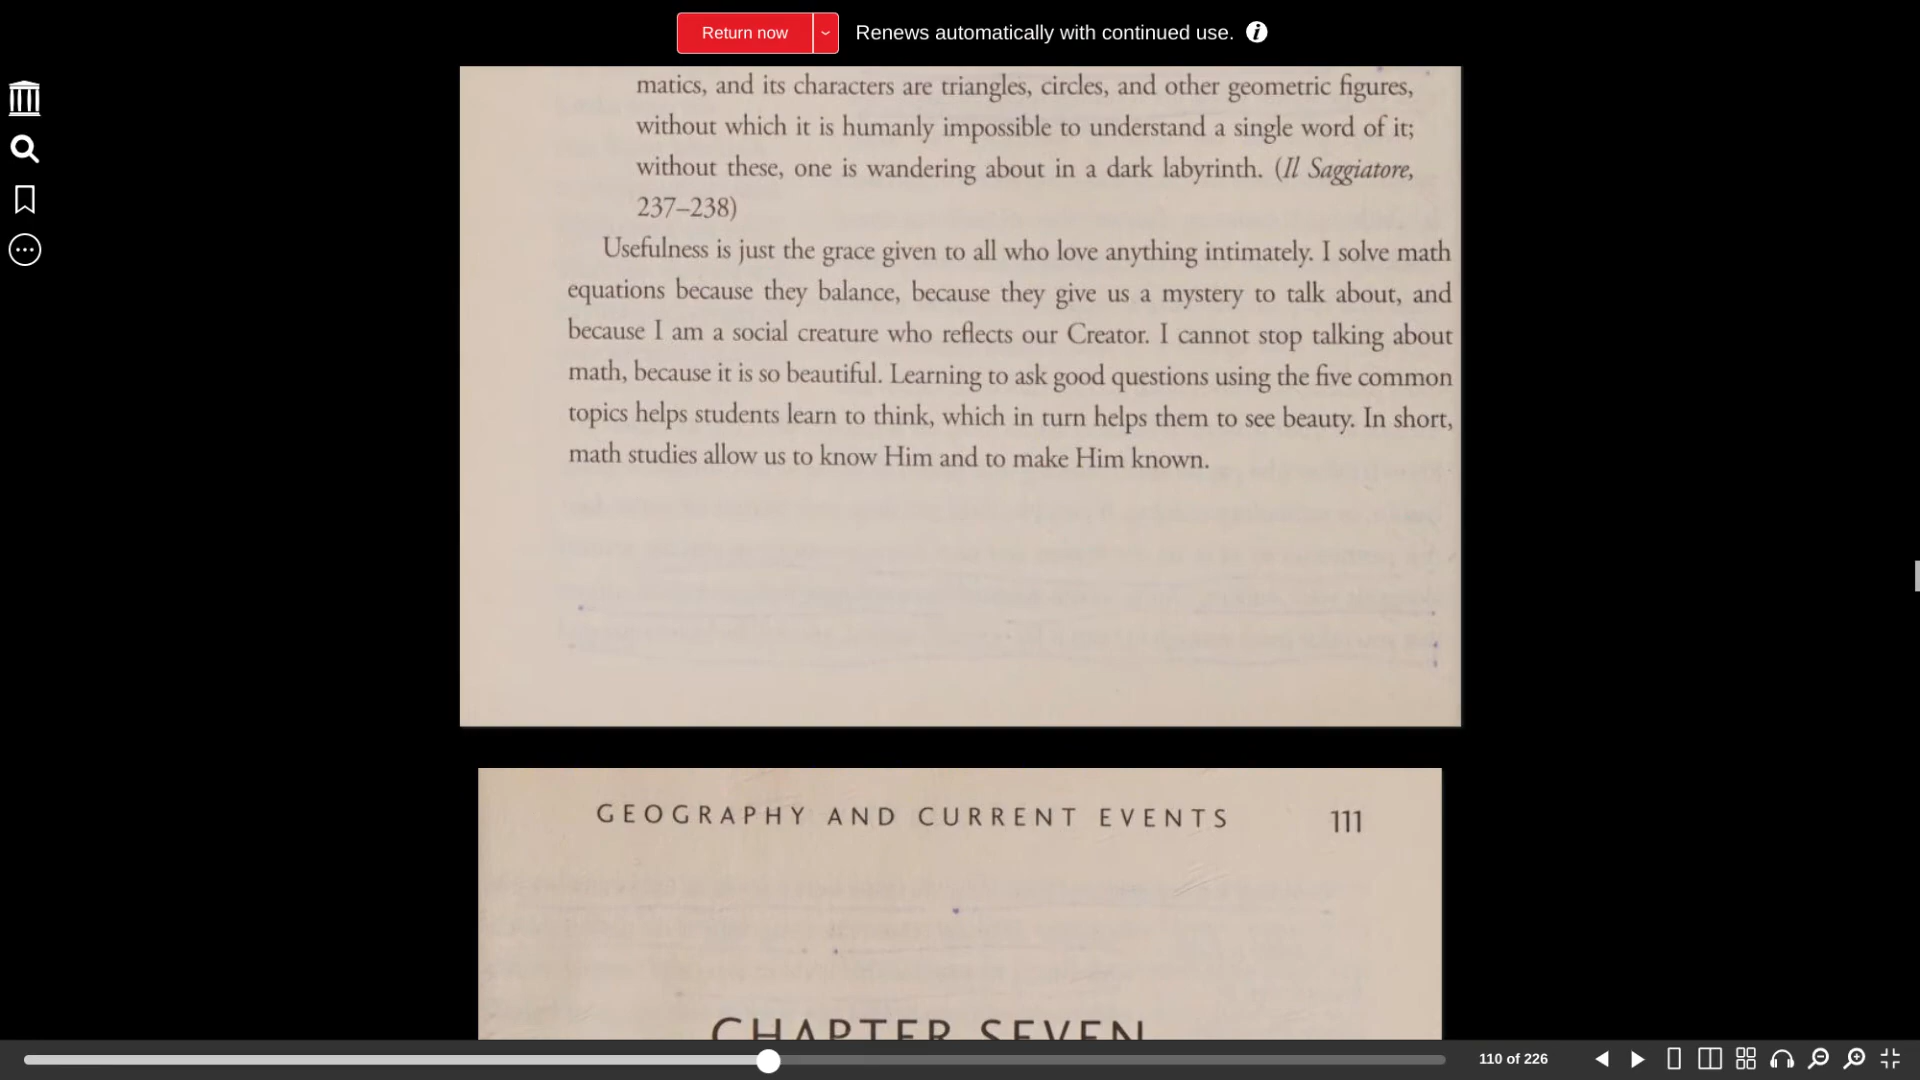 Return now
Renews automatically with continued use.
matics, and its characters are triangles, circles, and other geometric figures,
without which it is humanly impossible to understand a single word of it;
without these, one is wandering about in a dark labyrinth. (Il Saggiatore,
237–238)
Usefulness is just the grace given to all who love anything intimately. I solve math
equations because they balance, because they give us a mystery to talk about, and
because I am a social creature who reflects our Creator. I cannot stop talking about
math, because it is so beautiful. Learning to ask good questions using the five common
topics helps students learn to think, which in turn helps them to see beauty. In short,
math studies allow us to know Him and to make Him known.
GEOGRAPHY AND CURRENT EVENTS 111
CHAPTER SEVEN
110 of 226